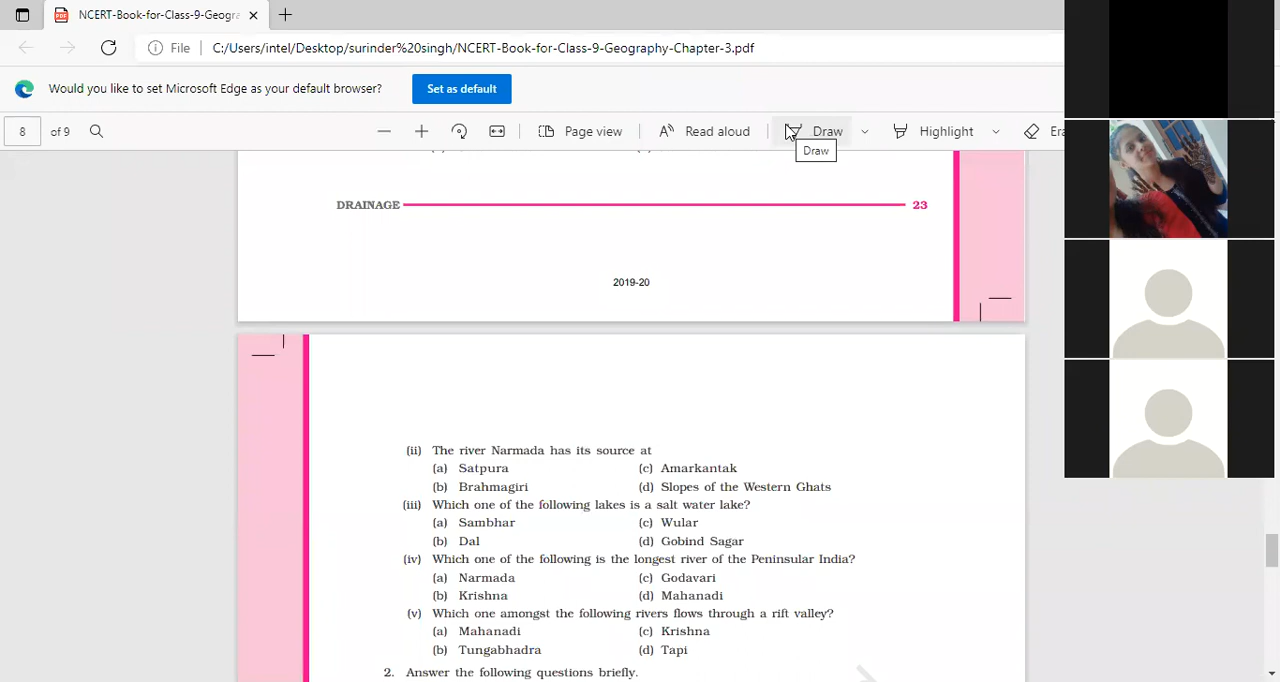 NCERT-Book-for-Class-9-Geogra
File C:/Users/intel/Desktop/surinder%20singh/NCERT-Book-for-Class-9-Geography-Chapter-3.pdf
Would you like to set Microsoft Edge as your default browser? Set as default
8 of 9 Page view Read aloud Draw Highlight Era
Draw
DRAINAGE 23
2019-20
(ii) The river Narmada has its source at
(a) Satpura (c) Amarkantak
(b) Brahmagiri (d) Slopes of the Western Ghats
(iii) Which one of the following lakes is a salt water lake?
(a) Sambhar (c) Wular
(b) Dal (d) Gobind Sagar
(iv) Which one of the following is the longest river of the Peninsular India?
(a) Narmada (c) Godavari
(b) Krishna (d) Mahanadi
(v) Which one amongst the following rivers flows through a rift valley?
(a) Mahanadi (c) Krishna
(b) Tungabhadra (d) Tapi
2. Answer the following questions briefly.